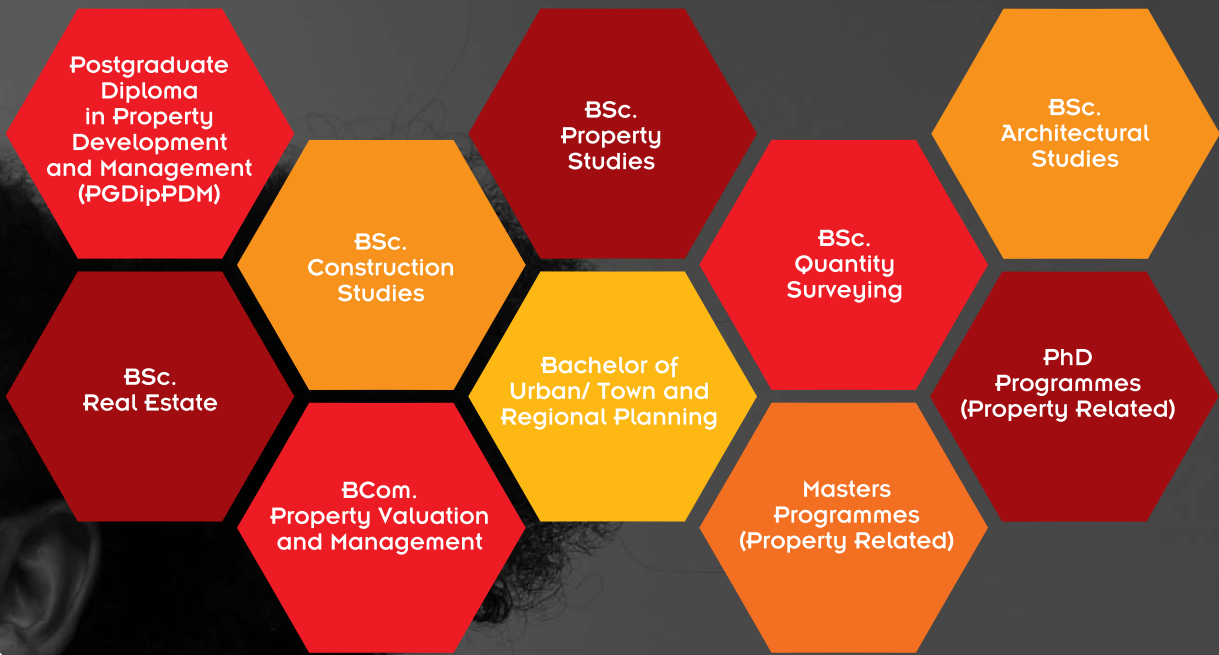 Postgraduate
Diploma
in Property
Development
and Management
(PGDipPDM)
BSc.
Property
Studies
BSc.
Architectural
Studies
BSc.
Construction
Studies
BSc.
Quantity
Surveying
BSc.
Real Estate
Bachelor of
Urban/ Town and
Regional Planning
PhD
Programmes
(Property Related)
BCom.
Property Valuation
and Management
Masters
Programmes
(Property Related)